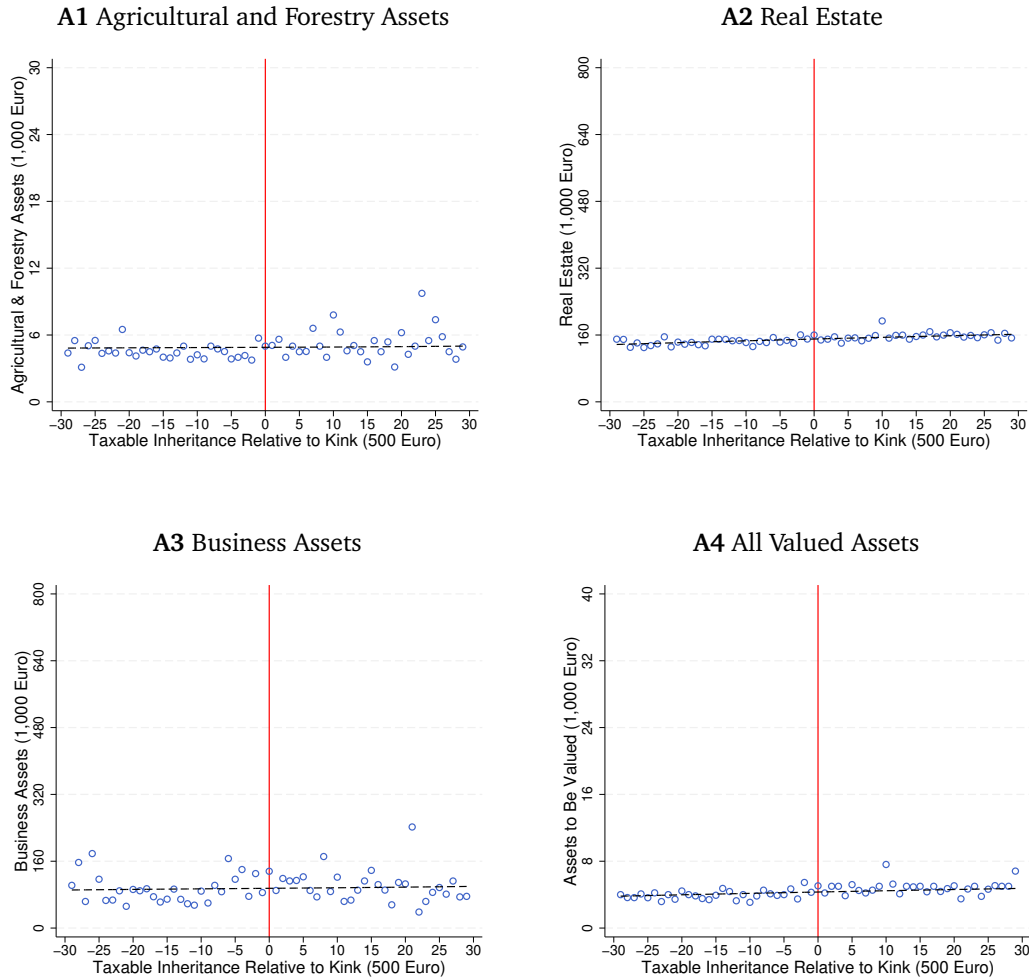 A1 Agricultural and Forestry Assets
Agricultural & Forestry Assets (1,000 Euro)
30
24
18
12
6
0
−30 −25 −20 −15 −10 −5 0 5 10 15 20 25 30
Taxable Inheritance Relative to Kink (500 Euro)
A2 Real Estate
Real Estate (1,000 Euro)
800
640
480
320
160
0
−30 −25 −20 −15 −10 −5 0 5 10 15 20 25 30
Taxable Inheritance Relative to Kink (500 Euro)
A3 Business Assets
Business Assets (1,000 Euro)
800
640
480
320
160
0
−30 −25 −20 −15 −10 −5 0 5 10 15 20 25 30
Taxable Inheritance Relative to Kink (500 Euro)
A4 All Valued Assets
Assets to Be Valued (1,000 Euro)
40
32
24
16
8
0
−30 −25 −20 −15 −10 −5 0 5 10 15 20 25 30
Taxable Inheritance Relative to Kink (500 Euro)